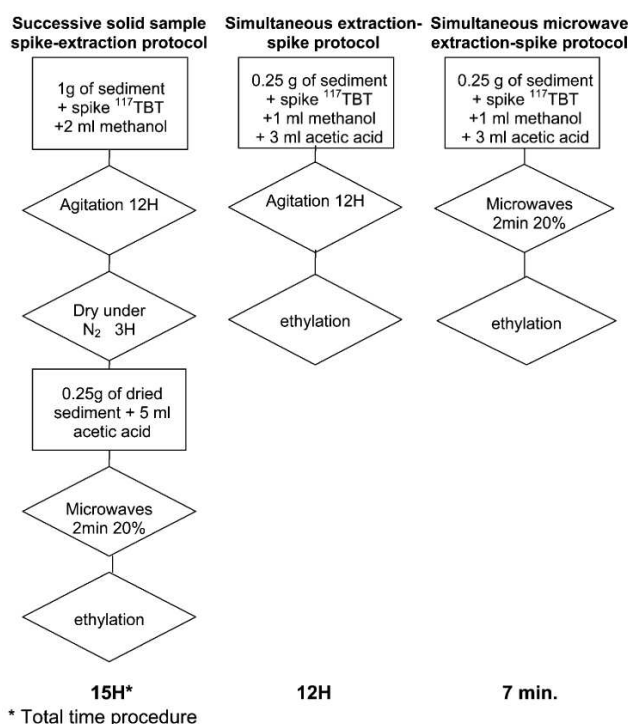 Successive solid sample
spike-extraction protocol
1g of sediment
+ spike ¹¹⁷TBT
+2 ml methanol
Agitation 12H
Dry under
N₂ 3H
0.25g of dried
sediment + 5 ml
acetic acid
Microwaves
2min 20%
ethylation
15H*
* Total time procedure
Simultaneous extraction-
spike protocol
0.25 g of sediment
+ spike ¹¹⁷TBT
+1 ml methanol
+ 3 ml acetic acid
Agitation 12H
ethylation
12H
Simultaneous microwave
extraction-spike protocol
0.25 g of sediment
+ spike ¹¹⁷TBT
+1 ml methanol
+ 3 ml acetic acid
Microwaves
2min 20%
ethylation
7 min.